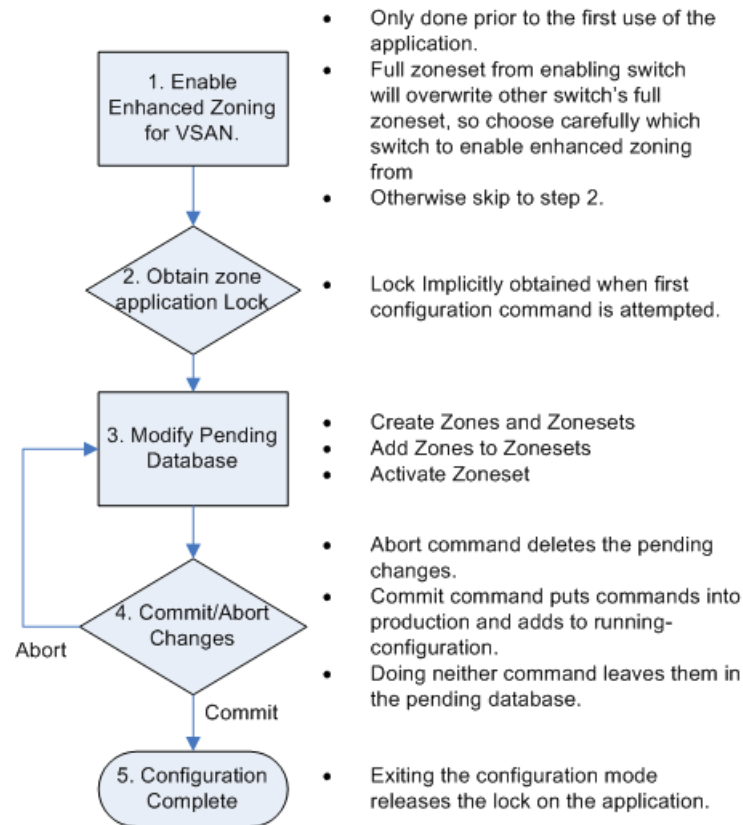 1. Enable
Enhanced Zoning
for VSAN.
• Only done prior to the first use of the
application.
• Full zoneset from enabling switch
will overwrite other switch's full
zoneset, so choose carefully which
switch to enable enhanced zoning
from
• Otherwise skip to step 2.
2. Obtain zone
application Lock
• Lock Implicitly obtained when first
configuration command is attempted.
3. Modify Pending
Database
• Create Zones and Zonesets
• Add Zones to Zonesets
• Activate Zoneset
4. Commit/Abort
Changes
Abort
Commit
• Abort command deletes the pending
changes.
• Commit command puts commands into
production and adds to running-
configuration.
• Doing neither command leaves them in
the pending database.
5. Configuration
Complete
• Exiting the configuration mode
releases the lock on the application.